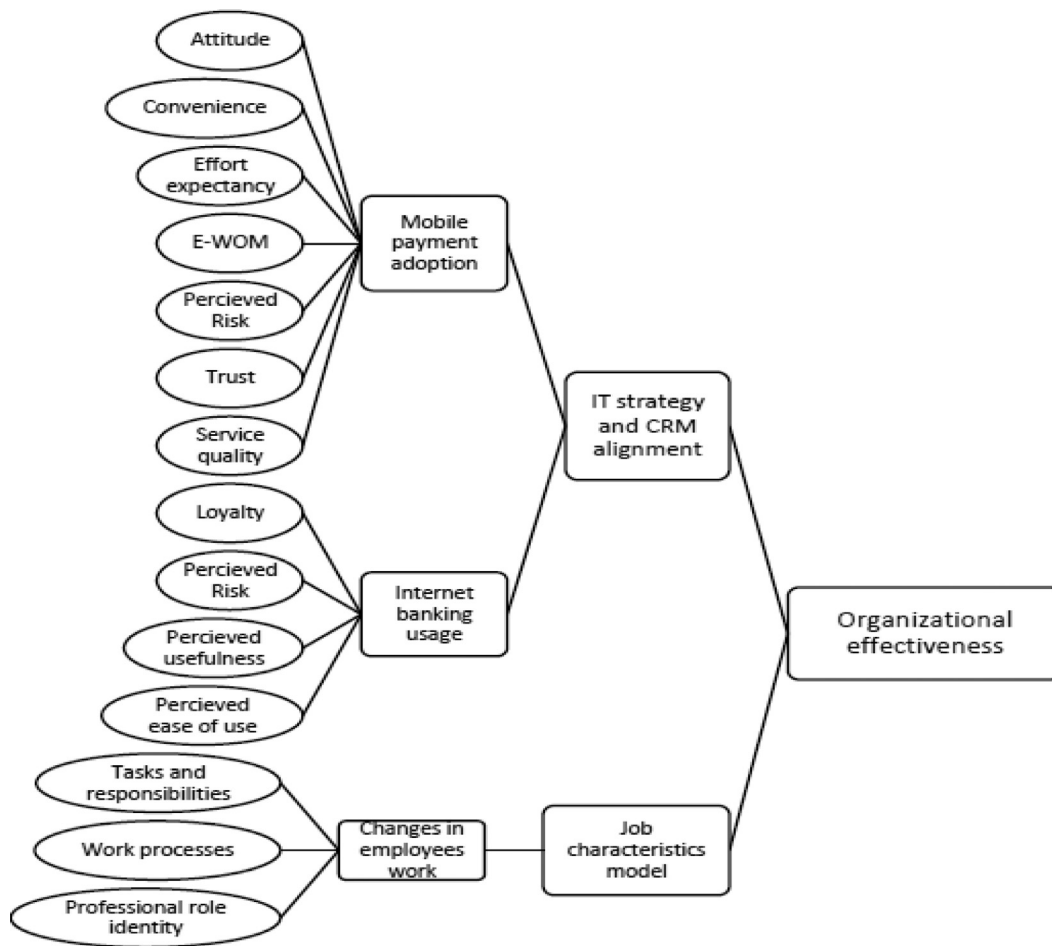 Attitude
Convenience
Effort
expectancy
E-WOM
Percieved
Risk
Trust
Service
quality
Loyalty
Percieved
Risk
Percieved
usefulness
Percieved
ease of use
Tasks and
responsibilities
Work processes
Professional role
identity
Mobile
payment
adoption
Internet
banking
usage
Changes in
employees
work
IT strategy
and CRM
alignment
Job
characteristics
model
Organizational
effectiveness